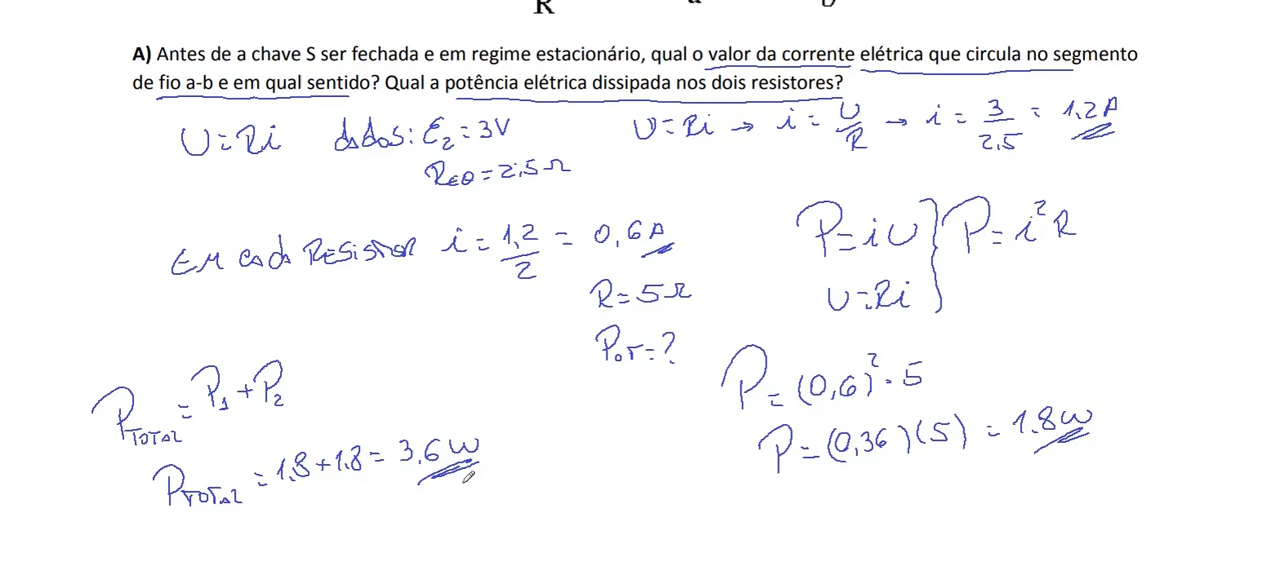 R
A) Antes de a chave S ser fechada e em regime estacionário, qual o valor da corrente elétrica que circula no segmento
de fio a-b e em qual sentido? Qual a potência elétrica dissipada nos dois resistores?
U=Ri dados: ε₂=3V U=Ri → i=U/R → i=3/2,5=1,2A
R_EQ=2,5Ω
EM cada RESISTOR i=1,2/2=0,6A
P=iU } P=i²R
R=5Ω U=Ri
Pot=?
P=(0,6)²·5
P_TOTAL=P₁+P₂
P=(0,36)(5)=1.8W
P_TOTAL=1.8+1.8=3.6W